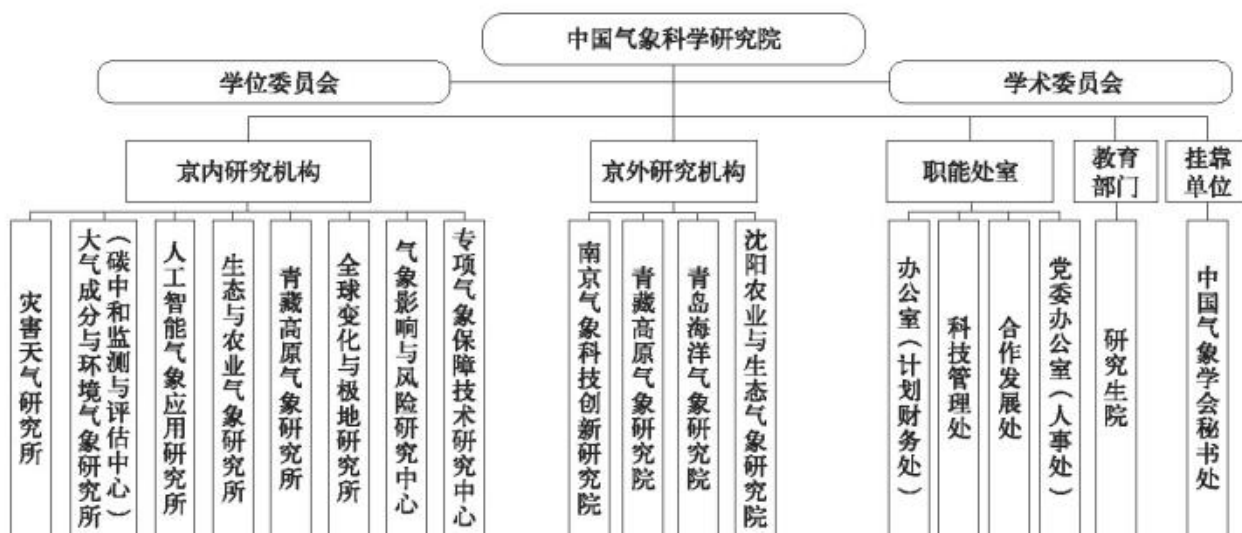 中国气象科学研究院
学位委员会
学术委员会
京内研究机构
京外研究机构
职能处室
教育
部门
挂靠
单位
灾害天气研究所
大气成分与环境气象研究所
（碳中和监测与评估中心）
人工智能气象应用研究所
生态与农业气象研究所
青藏高原气象研究所
全球变化与极地研究所
气象影响与风险研究中心
专项气象保障技术研究中心
南京气象科技创新研究院
青藏高原气象研究院
青岛海洋气象研究院
沈阳农业与生态气象研究院
办公室（计划财务处）
科技管理处
合作发展处
党委办公室（人事处）
研究生院
中国气象学会秘书处